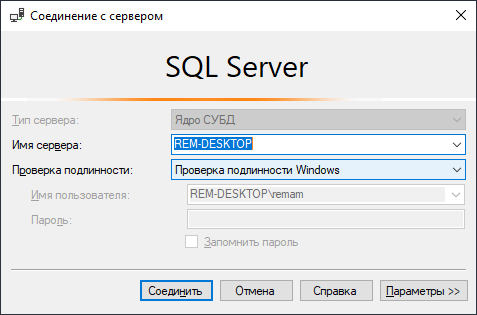 Соединение с сервером
SQL Server
Тип сервера: Ядро СУБД
Имя сервера: REM-DESKTOP
Проверка подлинности: Проверка подлинности Windows
Имя пользователя: REM-DESKTOP\remam
Пароль:
Запомнить пароль
Соединить Отмена Справка Параметры >>